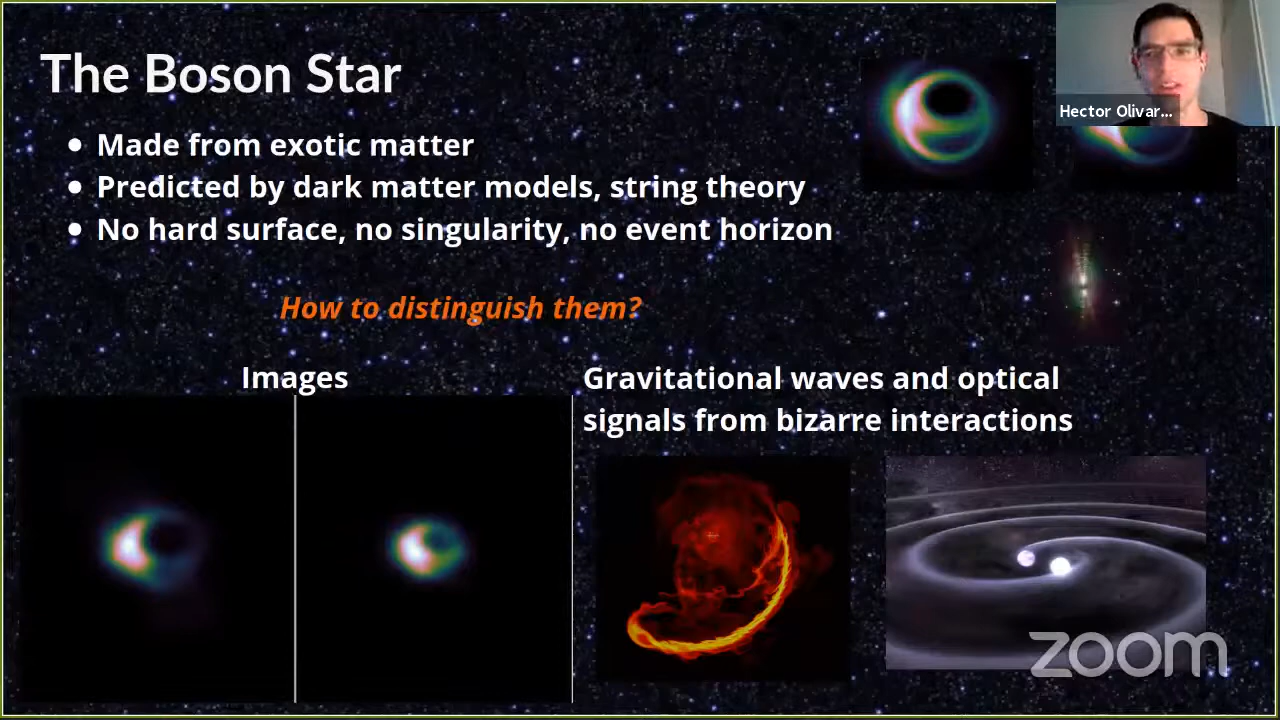 The Boson Star
Hector Olivar...
• Made from exotic matter
• Predicted by dark matter models, string theory
• No hard surface, no singularity, no event horizon
How to distinguish them?
Images
Gravitational waves and optical
signals from bizarre interactions
zoom